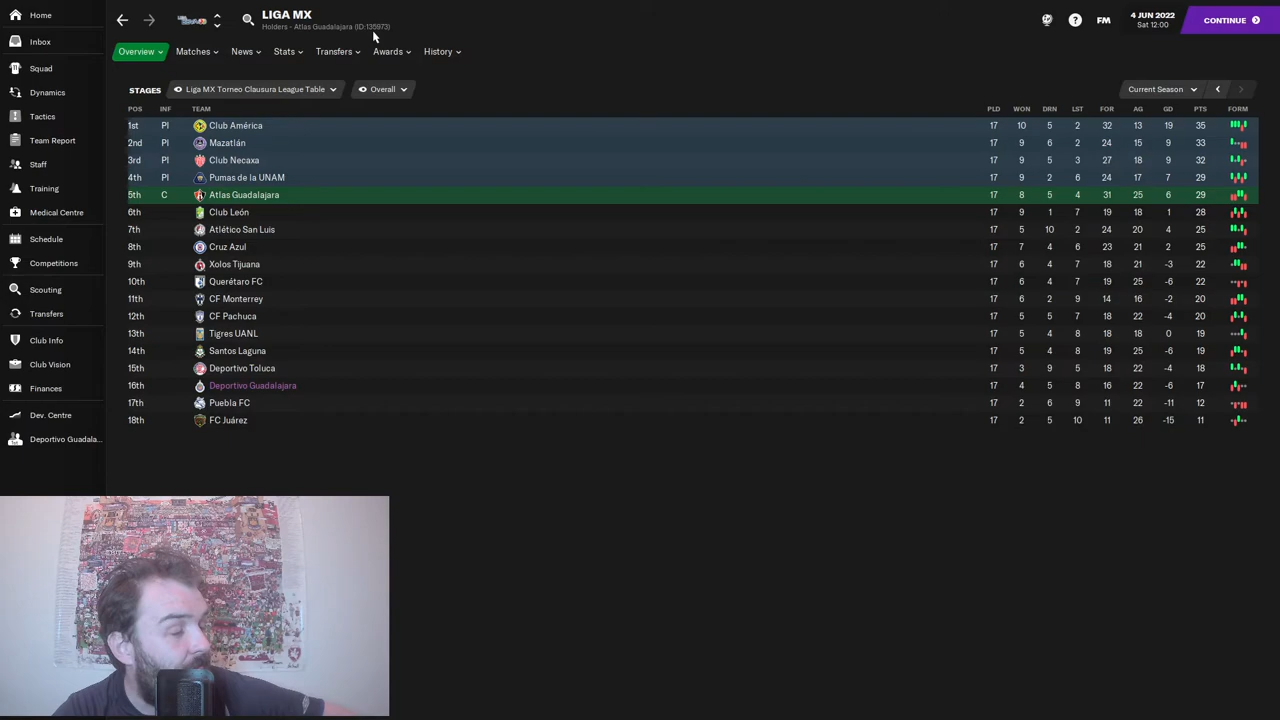 Home
LIGA MX
Holders - Atlas Guadalajara (ID:135973)
FM
4 JUN 2022
Sat 12:00
CONTINUE
Inbox
Overview Matches News Stats Transfers Awards History
Squad
Dynamics
Tactics
Team Report
Staff
Training
Medical Centre
Schedule
Competitions
Scouting
Transfers
Club Info
Club Vision
Finances
Dev. Centre
Deportivo Guadala...
STAGES Liga MX Torneo Clausura League Table Overall Current Season
POS INF TEAM PLD WON DRN LST FOR AG GD PTS FORM
1st Pl Club América 17 10 5 2 32 13 19 35
2nd Pl Mazatlán 17 9 6 2 24 15 9 33
3rd Pl Club Necaxa 17 9 5 3 27 18 9 32
4th Pl Pumas de la UNAM 17 9 2 6 24 17 7 29
5th C Atlas Guadalajara 17 8 5 4 31 25 6 29
6th Club León 17 9 1 7 19 18 1 28
7th Atlético San Luis 17 5 10 2 24 20 4 25
8th Cruz Azul 17 7 4 6 23 21 2 25
9th Xolos Tijuana 17 6 4 7 18 21 -3 22
10th Querétaro FC 17 6 4 7 19 25 -6 22
11th CF Monterrey 17 6 2 9 14 16 -2 20
12th CF Pachuca 17 5 5 7 18 22 -4 20
13th Tigres UANL 17 5 4 8 18 18 0 19
14th Santos Laguna 17 5 4 8 19 25 -6 19
15th Deportivo Toluca 17 3 9 5 18 22 -4 18
16th Deportivo Guadalajara 17 4 5 8 16 22 -6 17
17th Puebla FC 17 2 6 9 11 22 -11 12
18th FC Juárez 17 2 5 10 11 26 -15 11